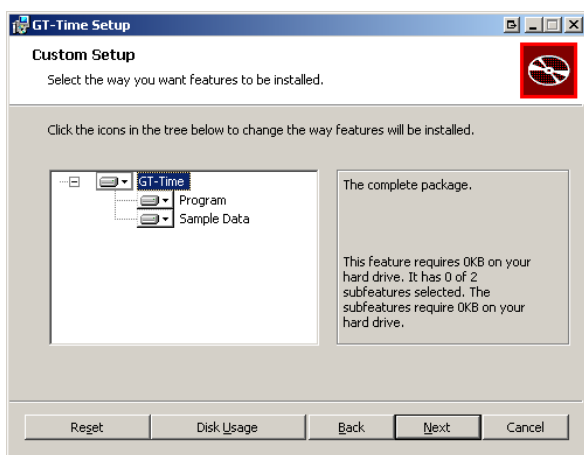 GT-Time Setup
Custom Setup
Select the way you want features to be installed.
Click the icons in the tree below to change the way features will be installed.
GT-Time
Program
Sample Data
The complete package.
This feature requires 0KB on your
hard drive. It has 0 of 2
subfeatures selected. The
subfeatures require 0KB on your
hard drive.
Reset
Disk Usage
Back
Next
Cancel